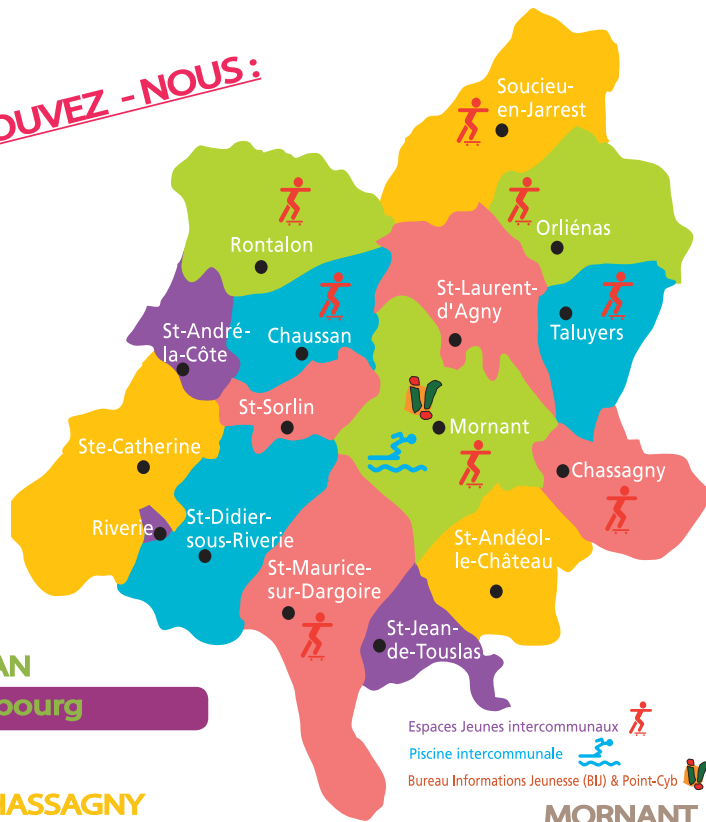 OUVEZ - NOUS :
Soucieu-
en-Jarrest
Orliénas
Rontalon
St-Laurent-
d'Agny
Taluyers
St-André-
la-Côte
Chaussan
St-Sorlin
Mornant
Ste-Catherine
Chassagny
Riverie
St-Didier-
sous-Riverie
St-Andéol-
le-Château
St-Maurice-
sur-Dargoire
St-Jean-
de-Touslas
AN
bourg
HASSAGNY
Espaces Jeunes intercommunaux
Piscine intercommunale
Bureau Informations Jeunesse (BIJ) & Point-Cyb
MORNANT